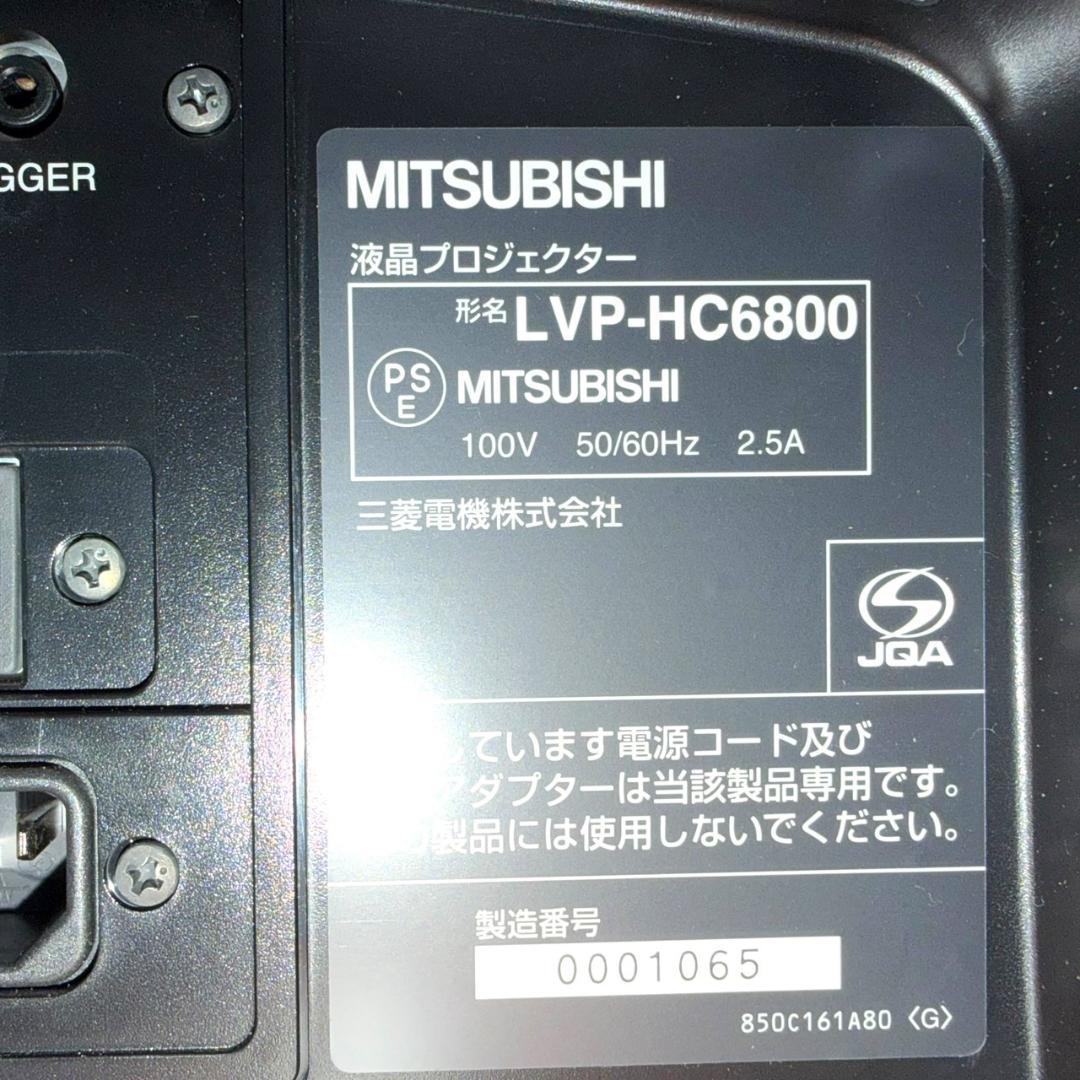 GGER
MITSUBISHI
液晶プロジェクター
形名 LVP-HC6800
PSE MITSUBISHI
100V 50/60Hz 2.5A
三菱電機株式会社
JQA
しています電源コード及び
アダプターは当該製品専用です。
製品には使用しないでください。
製造番号
0001065
850C161A80 〈G〉